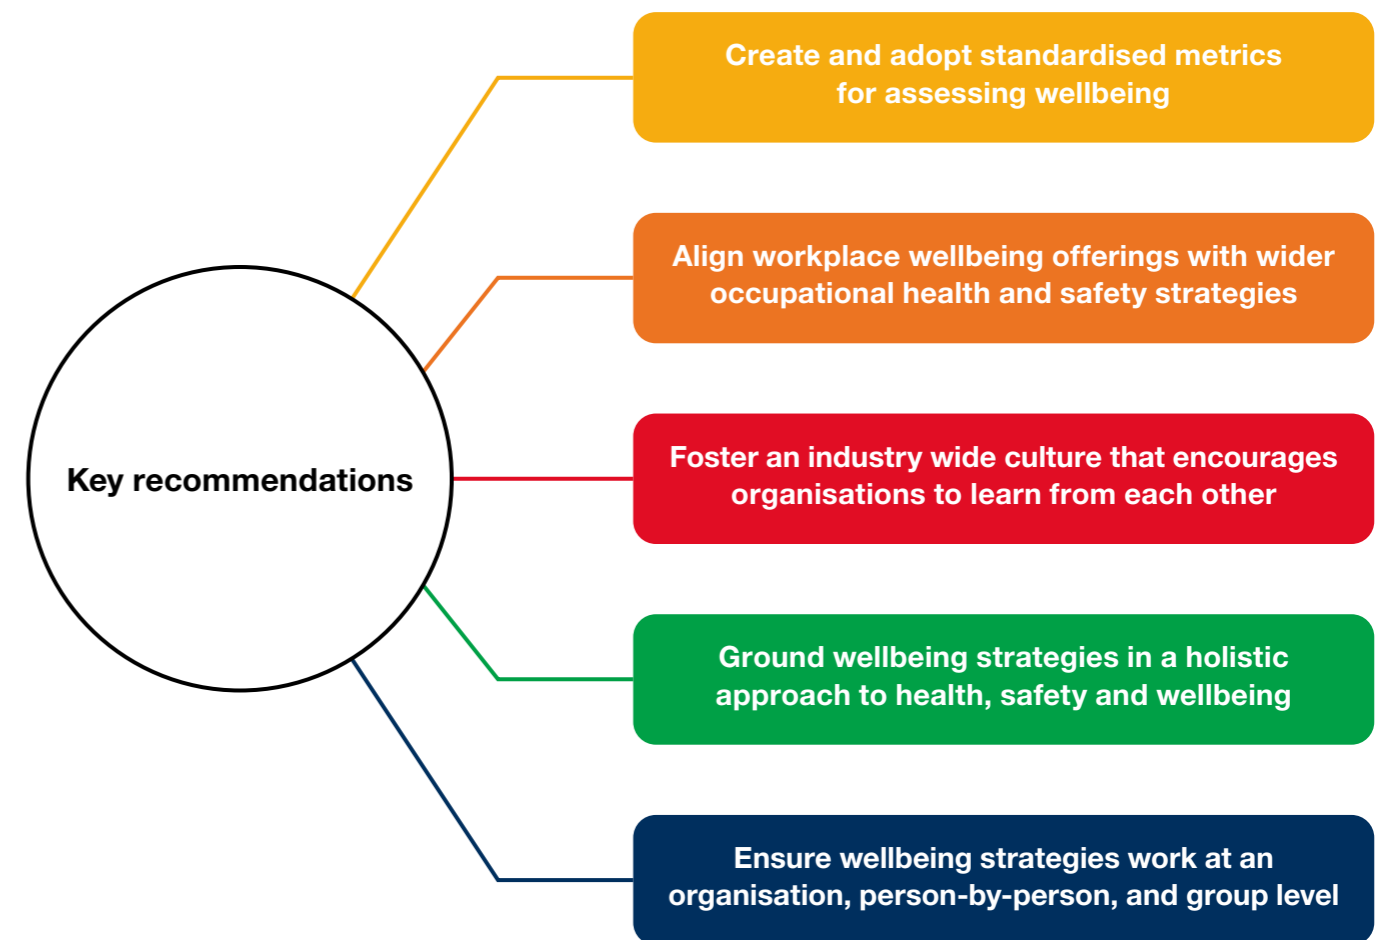 Create and adopt standardised metrics
for assessing wellbeing
Align workplace wellbeing offerings with wider
occupational health and safety strategies
Key recommendations
Foster an industry wide culture that encourages
organisations to learn from each other
Ground wellbeing strategies in a holistic
approach to health, safety and wellbeing
Ensure wellbeing strategies work at an
organisation, person-by-person, and group level